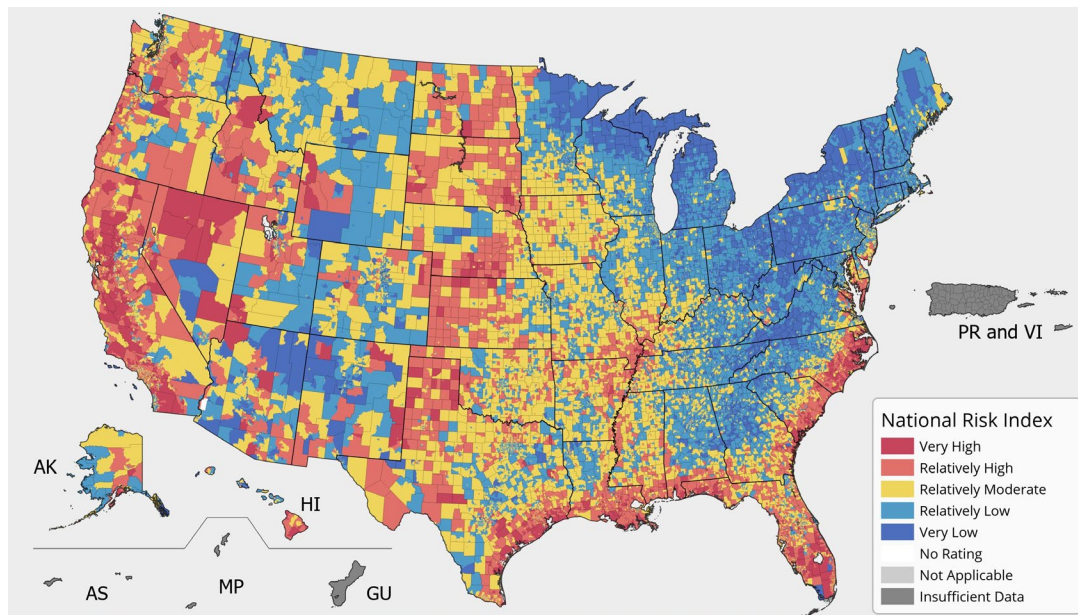 AK
HI
AS
MP
GU
PR and VI
National Risk Index
Very High
Relatively High
Relatively Moderate
Relatively Low
Very Low
No Rating
Not Applicable
Insufficient Data